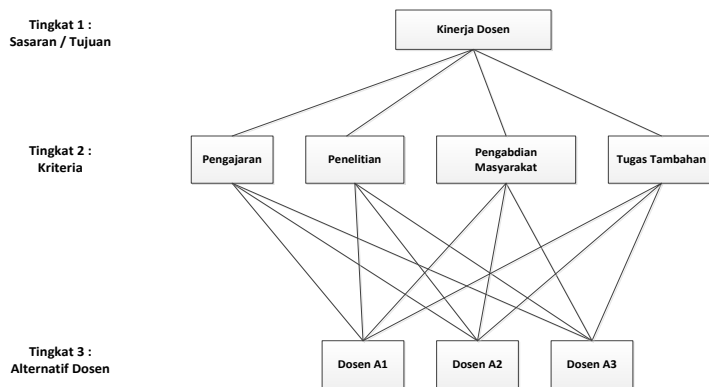 Tingkat 1 :
Sasaran / Tujuan
Kinerja Dosen
Tingkat 2 :
Kriteria
Pengajaran
Penelitian
Pengabdian
Masyarakat
Tugas Tambahan
Tingkat 3 :
Alternatif Dosen
Dosen A1
Dosen A2
Dosen A3